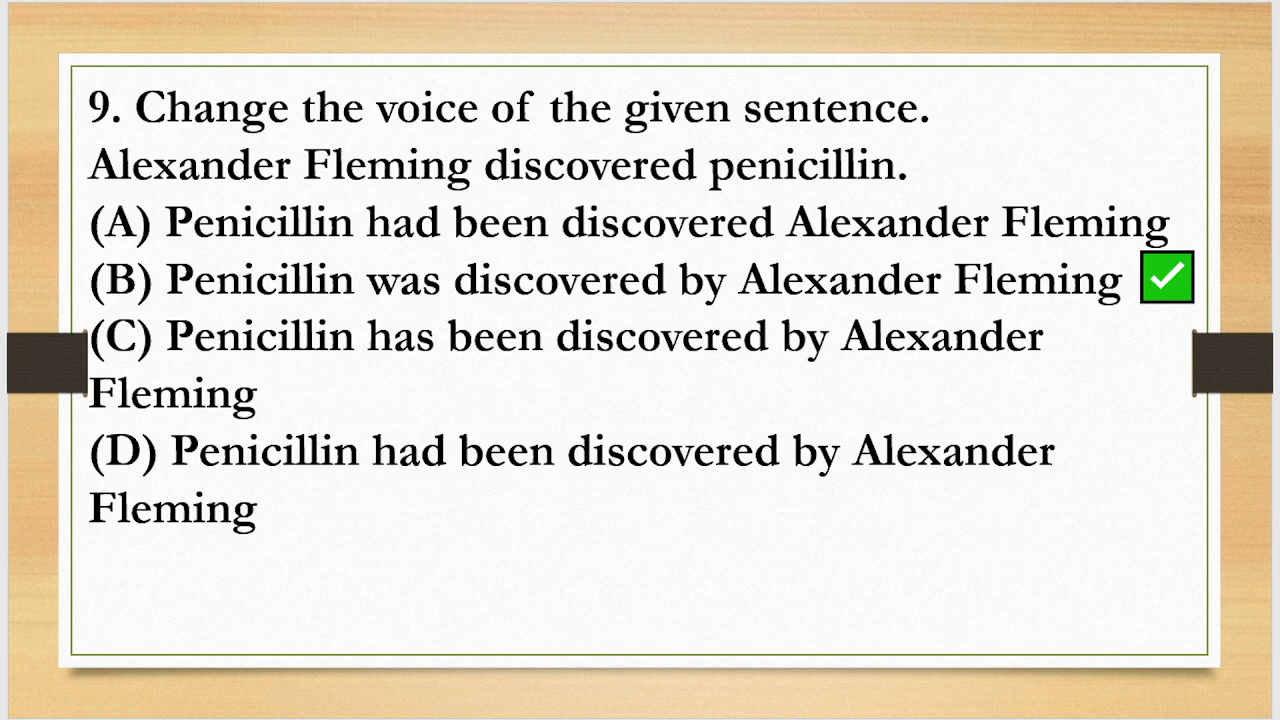 9. Change the voice of the given sentence.
Alexander Fleming discovered penicillin.
(A) Penicillin had been discovered Alexander Fleming
(B) Penicillin was discovered by Alexander Fleming
(C) Penicillin has been discovered by Alexander
Fleming
(D) Penicillin had been discovered by Alexander
Fleming